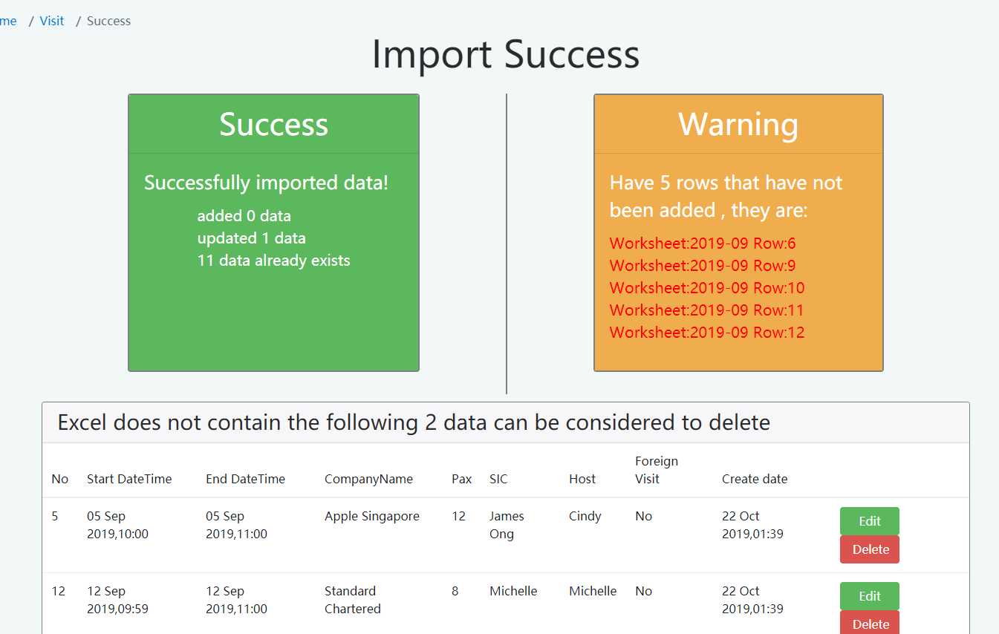 me / Visit / Success
Import Success
Success
Successfully imported data!
added 0 data
updated 1 data
11 data already exists
Warning
Have 5 rows that have not
been added , they are:
Worksheet:2019-09 Row:6
Worksheet:2019-09 Row:9
Worksheet:2019-09 Row:10
Worksheet:2019-09 Row:11
Worksheet:2019-09 Row:12
Excel does not contain the following 2 data can be considered to delete
No Start DateTime End DateTime CompanyName Pax SIC Host Foreign Visit Create date
5 05 Sep 2019,10:00 05 Sep 2019,11:00 Apple Singapore 12 James Ong Cindy No 22 Oct 2019,01:39 Edit
Delete
12 12 Sep 2019,09:59 12 Sep 2019,11:00 Standard Chartered 8 Michelle Michelle No 22 Oct 2019,01:39 Edit
Delete